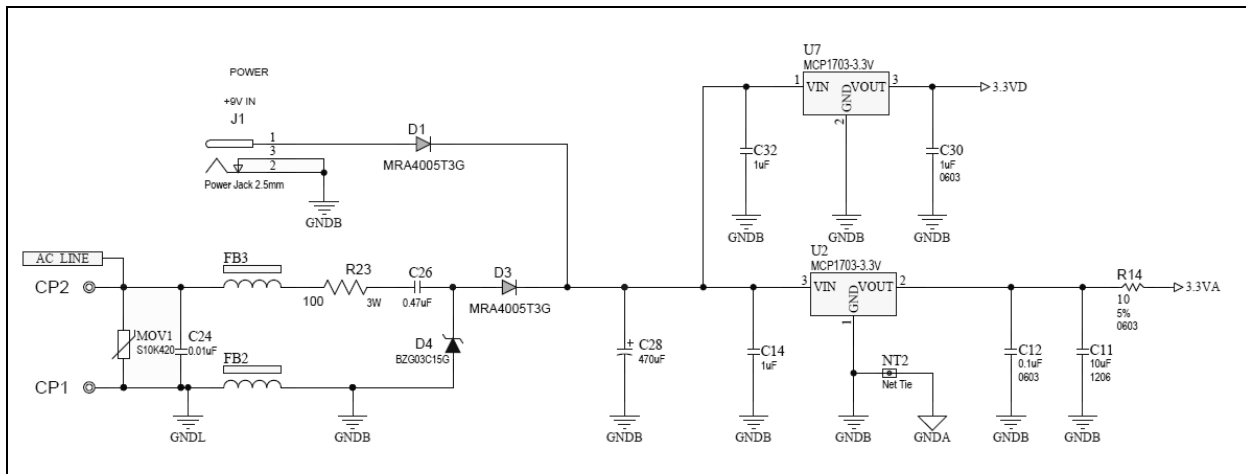 POWER
+9V IN
J1
1
3
2
Power Jack 2.5mm
GNDB
D1
MRA4005T3G
U7
MCP1703-3.3V
1
VIN
VOUT
3
GND
2
3.3VD
C32
1uF
C30
1uF
0603
GNDB
GNDB
GNDB
AC LINE
CP2
FB3
R23
100
3W
C26
0.47uF
D3
MRA4005T3G
U2
MCP1703-3.3V
3
VIN
VOUT
2
GND
1
R14
10
5%
0603
3.3VA
MOV1
S10K420
C24
0.01uF
FB2
D4
BZG03C15G
C28
470uF
C14
1uF
NT2
Net Tie
C12
0.1uF
0603
C11
10uF
1206
CP1
GNDL
GNDB
GNDB
GNDB
GNDB
GNDA
GNDB
GNDB